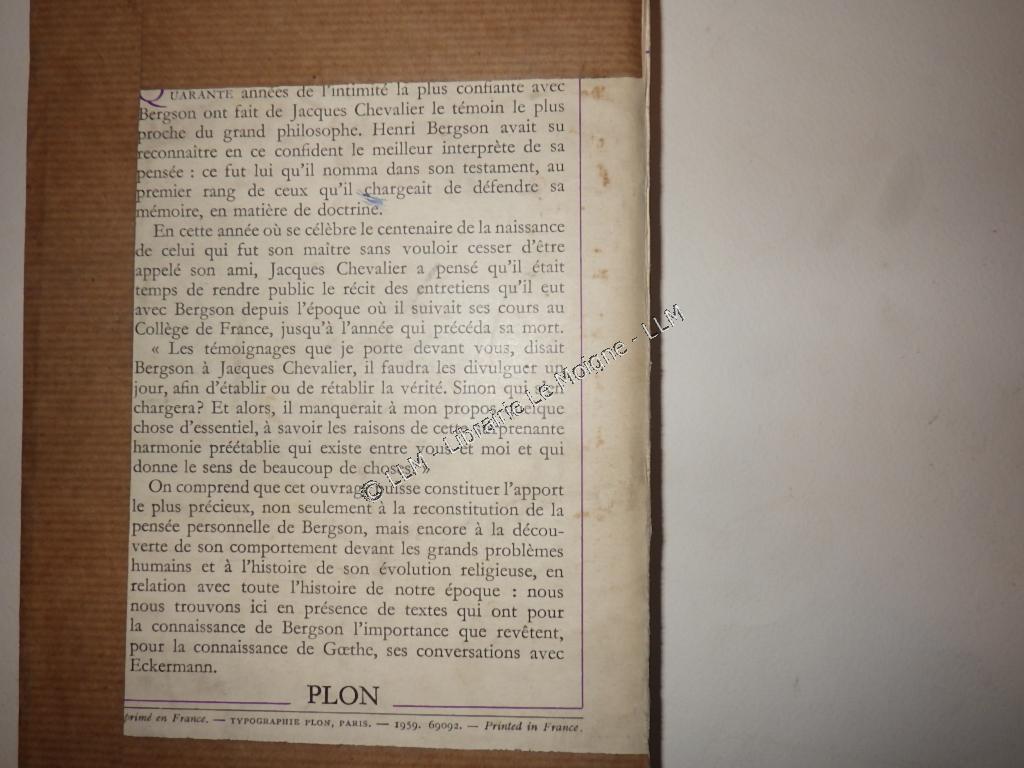 QUARANTE années de l'intimité la plus confiante avec
Bergson ont fait de Jacques Chevalier le témoin le plus
proche du grand philosophe. Henri Bergson avait su
reconnaître en ce confident le meilleur interprète de sa
pensée : ce fut lui qu'il nomma dans son testament, au
premier rang de ceux qu'il chargeait de défendre sa
mémoire, en matière de doctrine.
En cette année où se célèbre le centenaire de la naissance
de celui qui fut son maître sans vouloir cesser d'être
appelé son ami, Jacques Chevalier a pensé qu'il était
temps de rendre public le récit des entretiens qu'il eut
avec Bergson depuis l'époque où il suivait ses cours au
Collège de France, jusqu'à l'année qui précéda sa mort.
« Les témoignages que je porte devant vous, disait
Bergson à Jacques Chevalier, il faudra les divulguer un
jour, afin d'établir ou de rétablir la vérité. Sinon qui s'en
chargera? Et alors, il manquerait à mon propos quelque
chose d'essentiel, à savoir les raisons de cette surprenante
harmonie préétablie qui existe entre vous et moi et qui
donne le sens de beaucoup de choses. »
On comprend que cet ouvrage puisse constituer l'apport
le plus précieux, non seulement à la reconstitution de la
pensée personnelle de Bergson, mais encore à la décou-
verte de son comportement devant les grands problèmes
humains et à l'histoire de son évolution religieuse, en
relation avec toute l'histoire de notre époque : nous
nous trouvons ici en présence de textes qui ont pour
la connaissance de Bergson l'importance que revêtent,
pour la connaissance de Gœthe, ses conversations avec
Eckermann.
PLON
primé en France. — TYPOGRAPHIE PLON, PARIS. — 1959. 69092. — Printed in France.
© LLM - Librairie Le Moigne - LLM